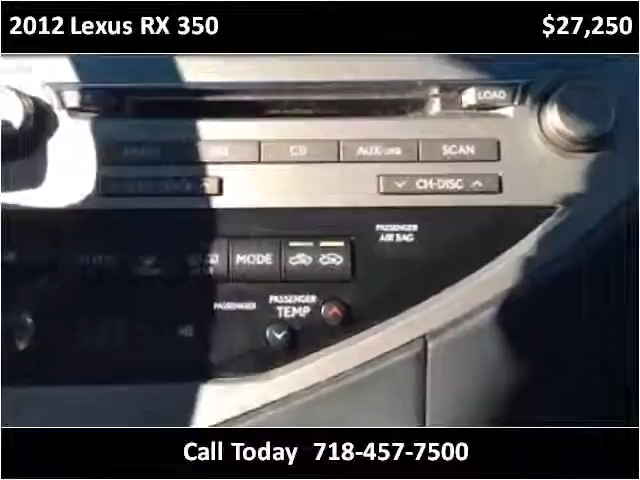 2012 Lexus RX 350 $27,250
LOAD
CD AUX·USB SCAN
CH-DISC
PASSENGER
AIR BAG
MODE
PASSENGER PASSENGER
TEMP
Call Today 718-457-7500